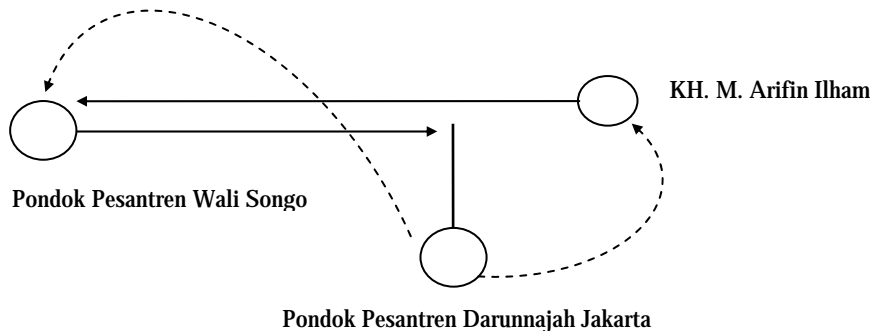 KH. M. Arifin Ilham
Pondok Pesantren Wali Songo
Pondok Pesantren Darunnajah Jakarta